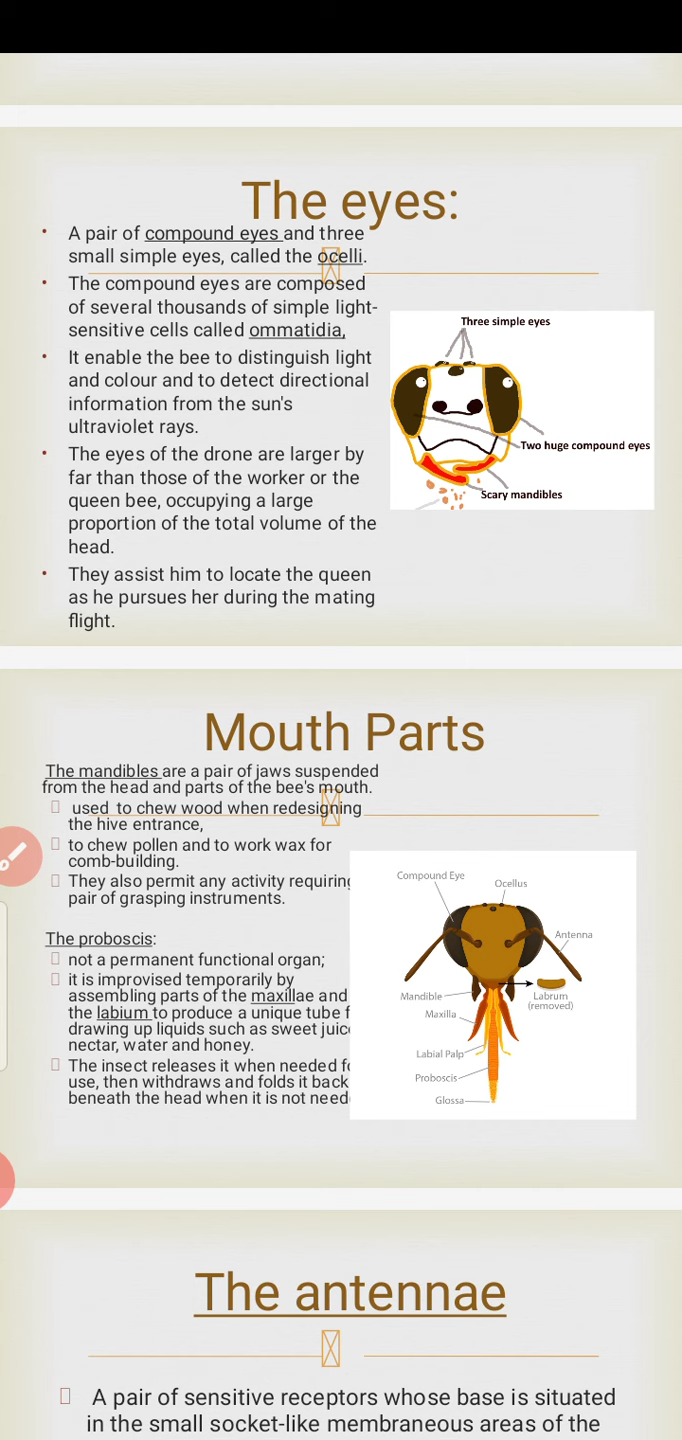 The eyes:
• A pair of compound eyes and three
small simple eyes, called the ocelli.
• The compound eyes are composed
of several thousands of simple light-
sensitive cells called ommatidia,
• It enable the bee to distinguish light
and colour and to detect directional
information from the sun's
ultraviolet rays.
• The eyes of the drone are larger by
far than those of the worker or the
queen bee, occupying a large
proportion of the total volume of the
head.
• They assist him to locate the queen
as he pursues her during the mating
flight.
Three simple eyes
Two huge compound eyes
Scary mandibles
Mouth Parts
The mandibles are a pair of jaws suspended
from the head and parts of the bee's mouth.
used to chew wood when redesigning
the hive entrance,
to chew pollen and to work wax for
comb-building.
They also permit any activity requiring
pair of grasping instruments.
The proboscis:
not a permanent functional organ;
it is improvised temporarily by
assembling parts of the maxillae and
the labium to produce a unique tube f
drawing up liquids such as sweet juic
nectar, water and honey.
The insect releases it when needed fo
use, then withdraws and folds it back
beneath the head when it is not need
Compound Eye
Ocellus
Antenna
Mandible
Labrum
(removed)
Maxilla
Labial Palp
Proboscis
Glossa
The antennae
A pair of sensitive receptors whose base is situated
in the small socket-like membraneous areas of the